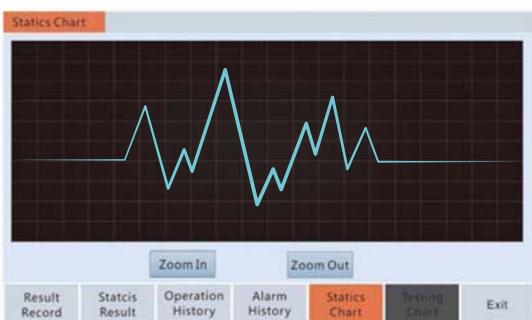 Statics Chart
Zoom In
Zoom Out
Result
Record
Statcis
Result
Operation
History
Alarm
History
Statics
Chart
Testing
Chart
Exit